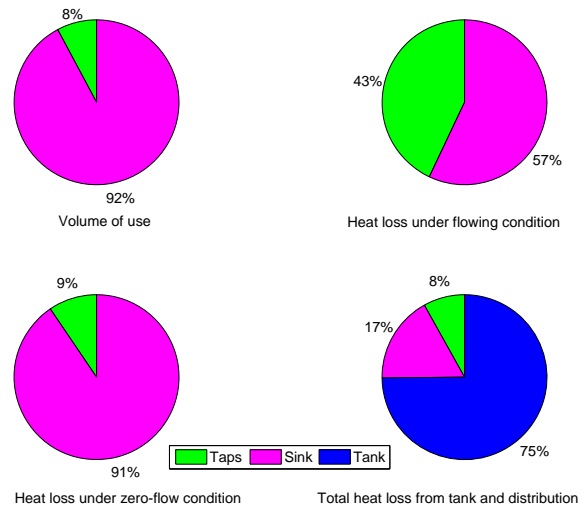 8%
43%
57%
92%
Volume of use
Heat loss under flowing condition
9%
8%
17%
Taps Sink Tank
75%
91%
Heat loss under zero-flow condition
Total heat loss from tank and distribution